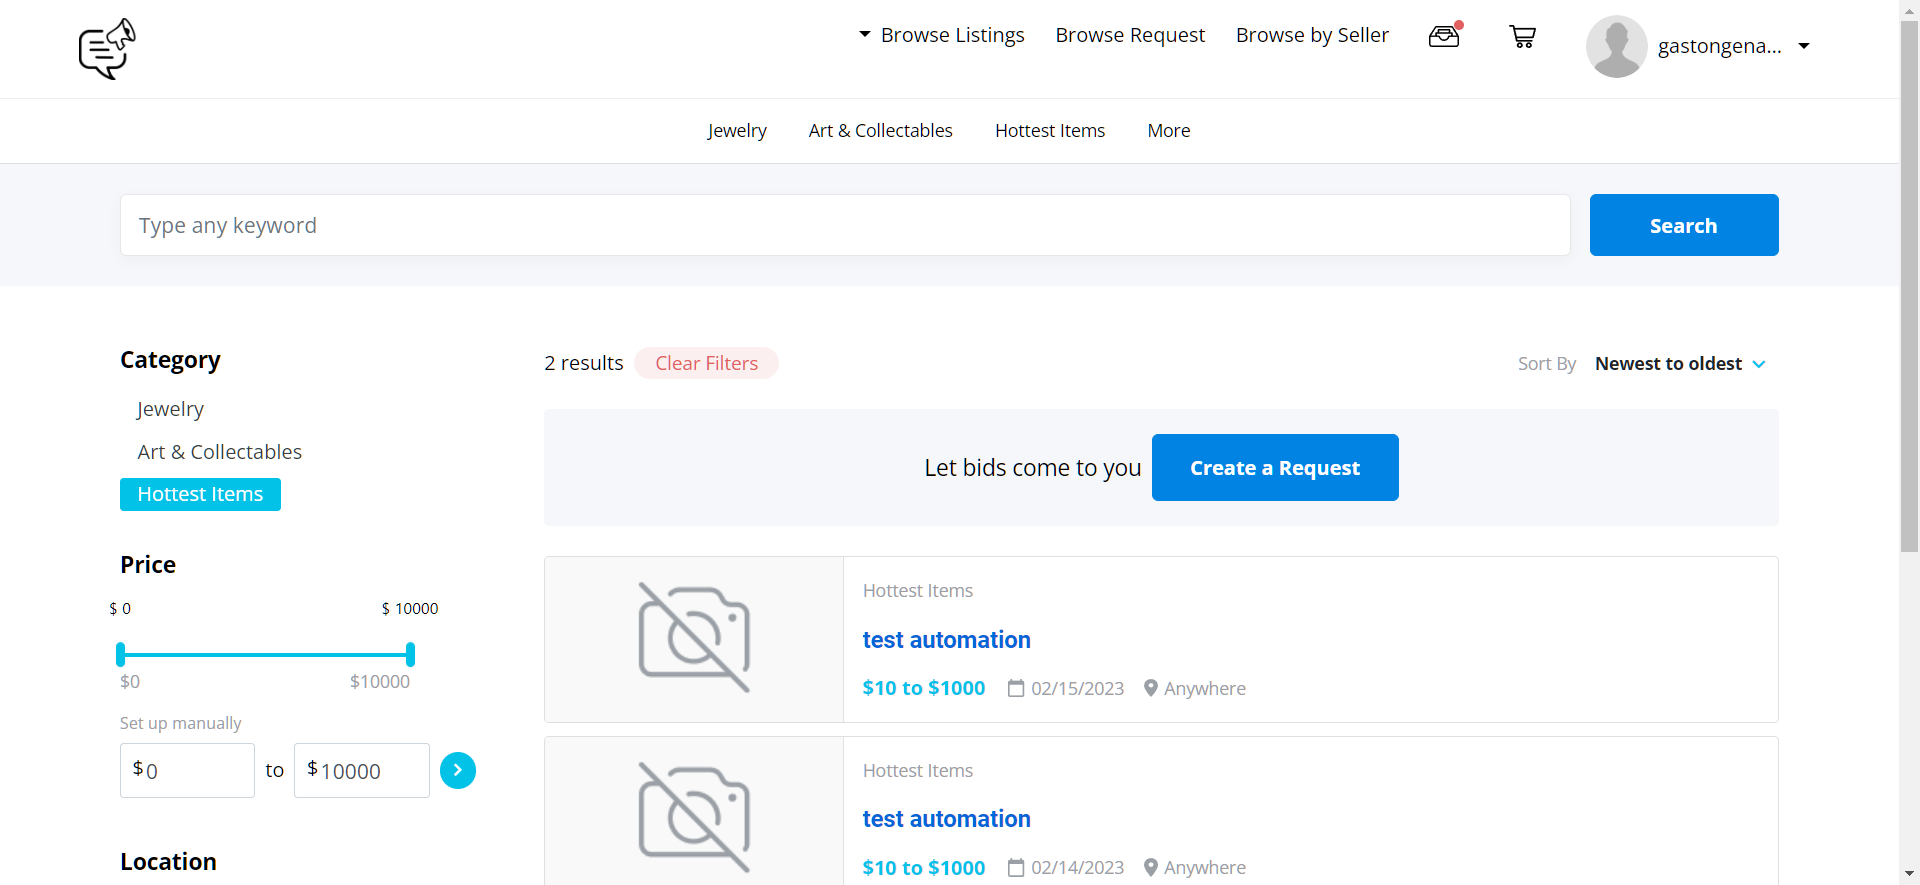 Browse Listings
Browse Request
Browse by Seller
gastongena...
Jewelry
Art & Collectables
Hottest Items
More
Type any keyword
Search
Category
Jewelry
Art & Collectables
Hottest Items
Price
$ 0
$ 10000
$0
$10000
Set up manually
$ 0 to $ 10000
Location
2 results
Clear Filters
Sort By Newest to oldest
Let bids come to you
Create a Request
Hottest Items
test automation
$10 to $1000 02/15/2023 Anywhere
Hottest Items
test automation
$10 to $1000 02/14/2023 Anywhere